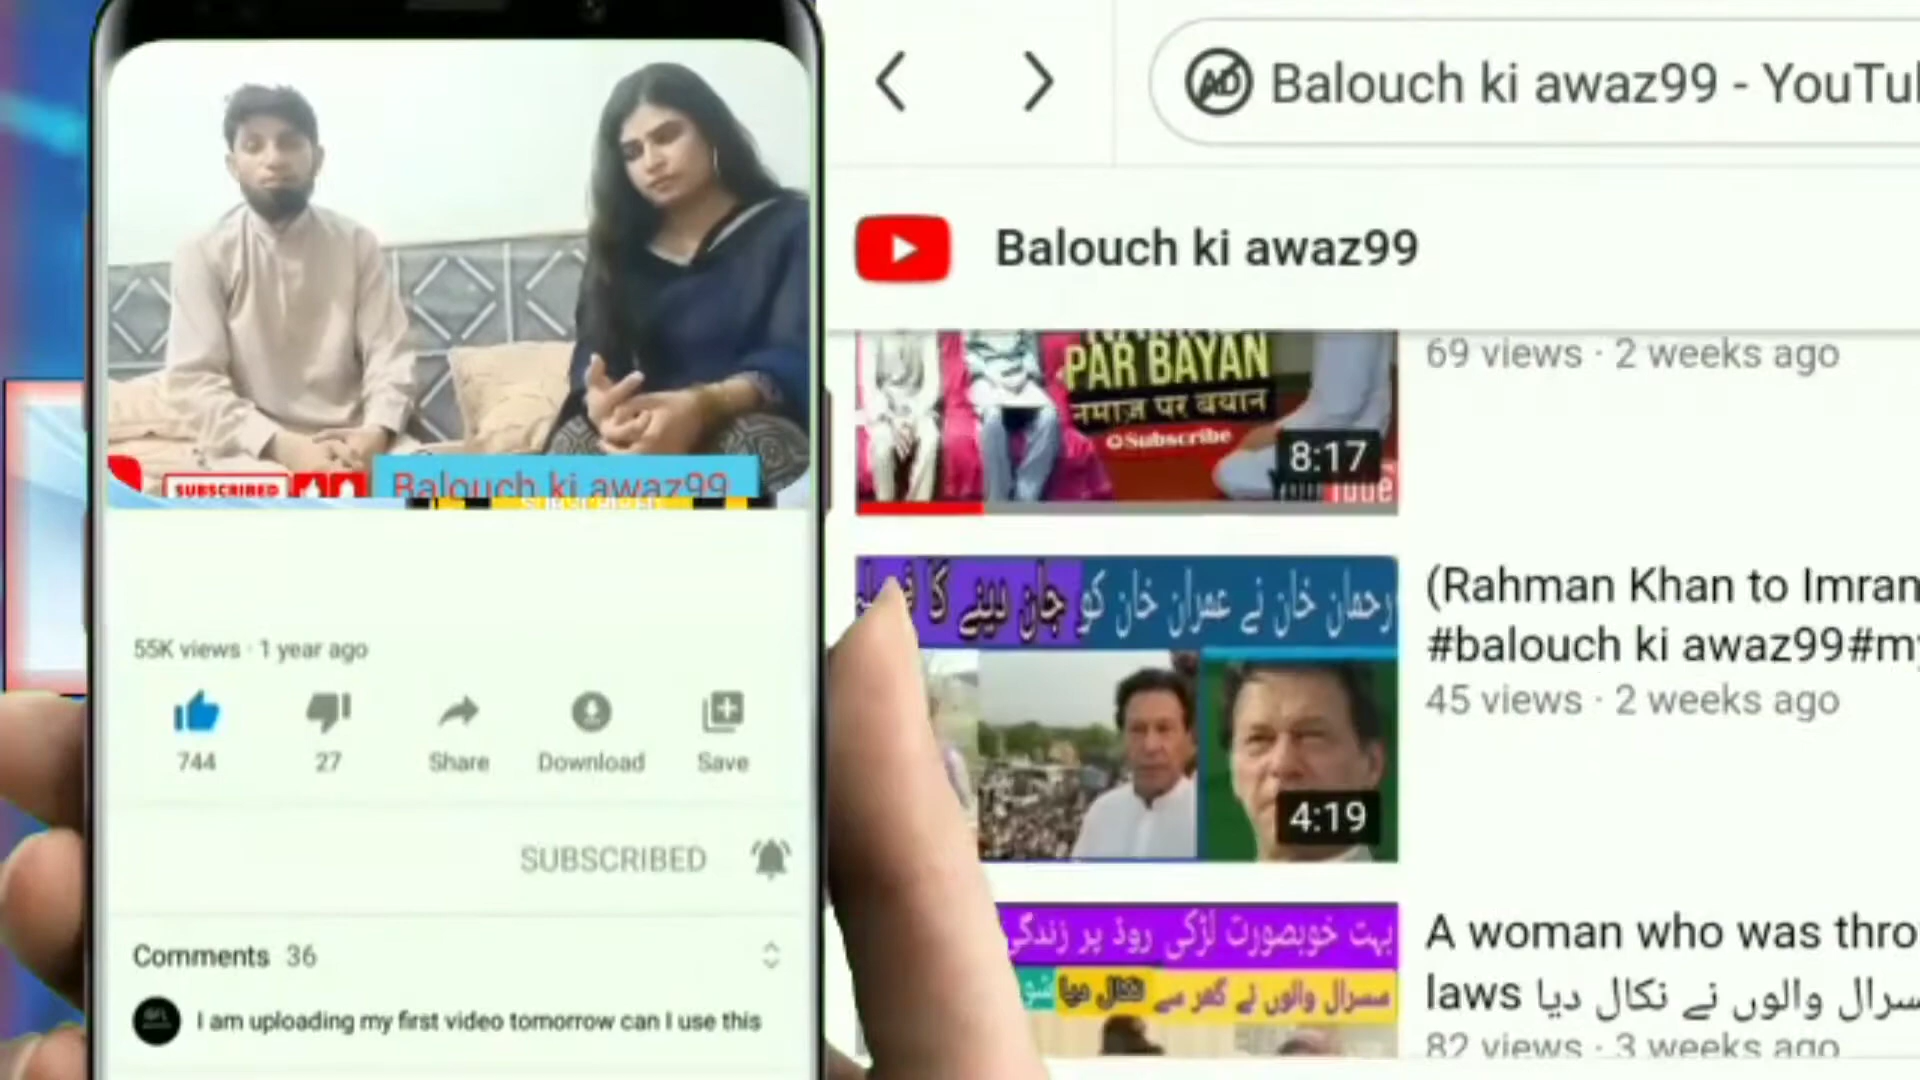 SUBSCRIBED
Balouch ki awaz99
55K views · 1 year ago
744
27
Share
Download
Save
SUBSCRIBED
Comments 36
I am uploading my first video tomorrow can I use this
Balouch ki awaz99 - YouTu
Balouch ki awaz99
PAR BAYAN
नमाज़ पर बयान
Subscribe
8:17
69 views · 2 weeks ago
رحمان خان نے عمران خان کو جان دینے کا
4:19
(Rahman Khan to Imran
#balouch ki awaz99#my
45 views · 2 weeks ago
بہت خوبصورت لڑکی روڈ پر زندگی
سسرال والوں نے گھر سے نکال دیا
A woman who was thro
laws سسرال والوں نے نکال دیا
82 views · 3 weeks ago